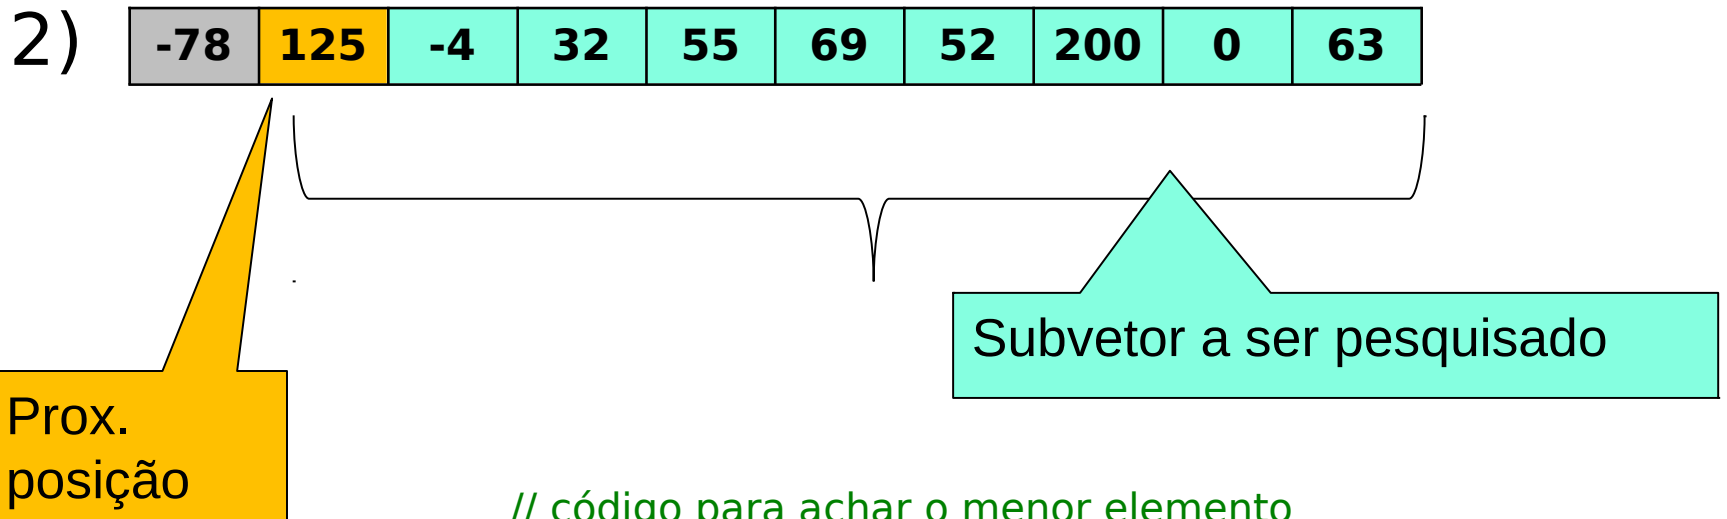 2) -78 125 -4 32 55 69 52 200 0 63
Subvetor a ser pesquisado
Prox.
posição
// código para achar o menor elemento